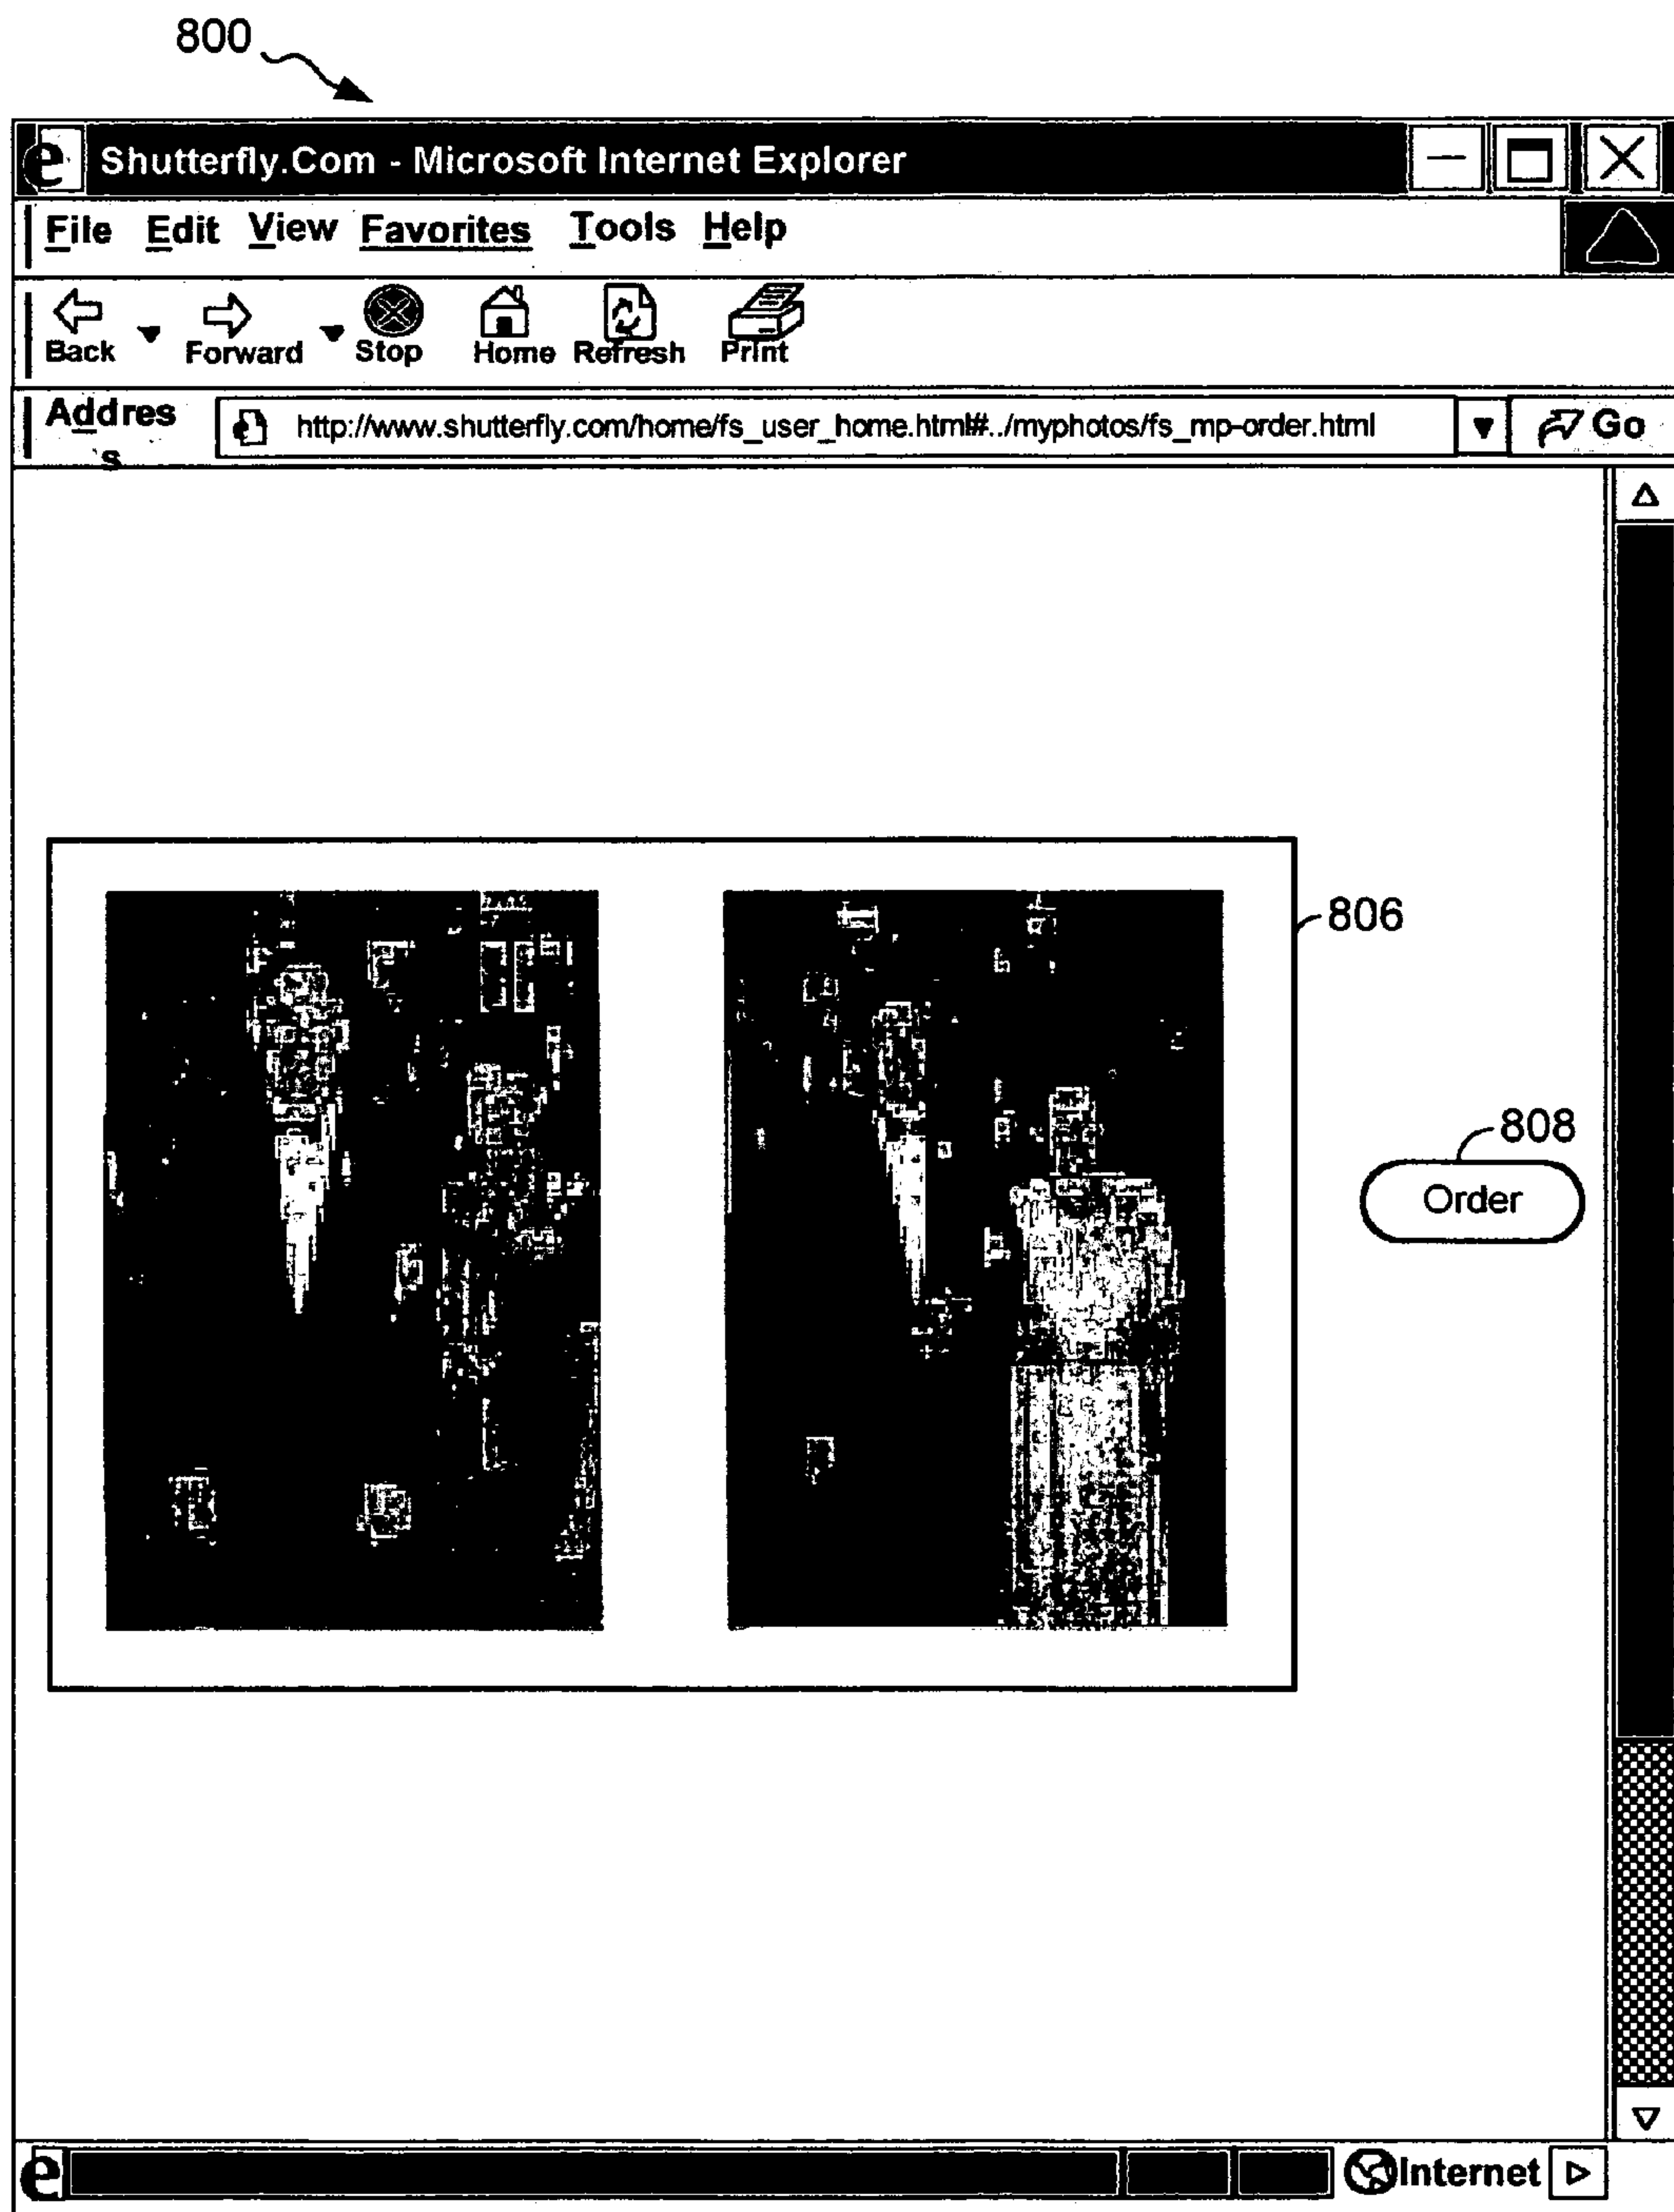 800
Shutterfly.Com - Microsoft Internet Explorer
File Edit View Favorites Tools Help
Back Forward Stop Home Refresh Print
Addres
s
http://www.shutterfly.com/home/fs_user_home.html#../myphotos/fs_mp-order.html
Go
806
808
Order
Internet